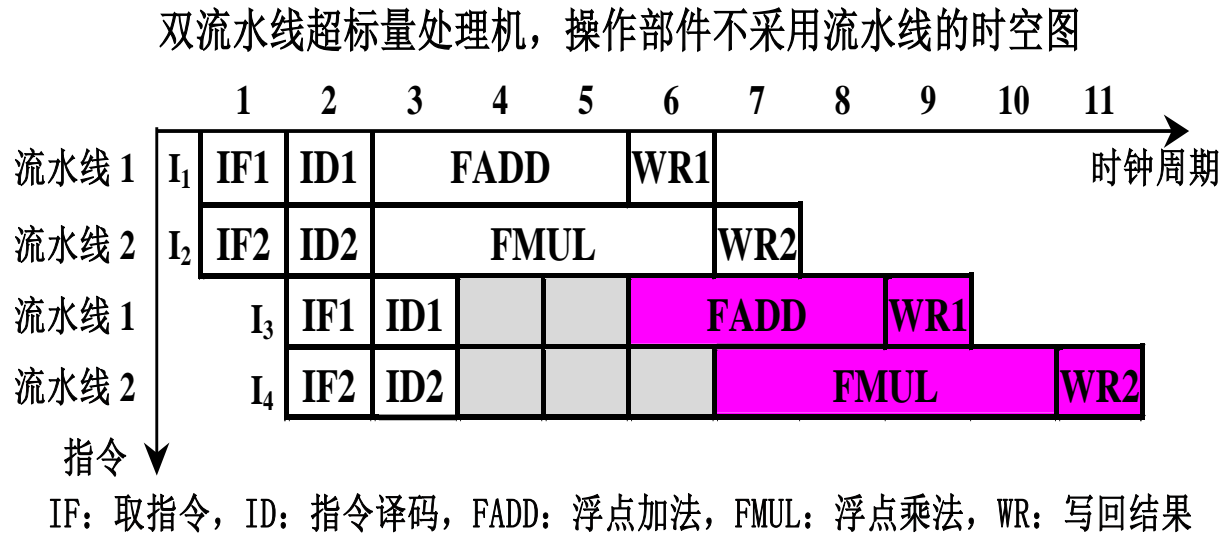 双流水线超标量处理机，操作部件不采用流水线的时空图
1 2 3 4 5 6 7 8 9 10 11
时钟周期
流水线 1 I1 IF1 ID1 FADD WR1
流水线 2 I2 IF2 ID2 FMUL WR2
流水线 1 I3 IF1 ID1 FADD WR1
流水线 2 I4 IF2 ID2 FMUL WR2
指令
IF：取指令，ID：指令译码，FADD：浮点加法，FMUL：浮点乘法，WR：写回结果